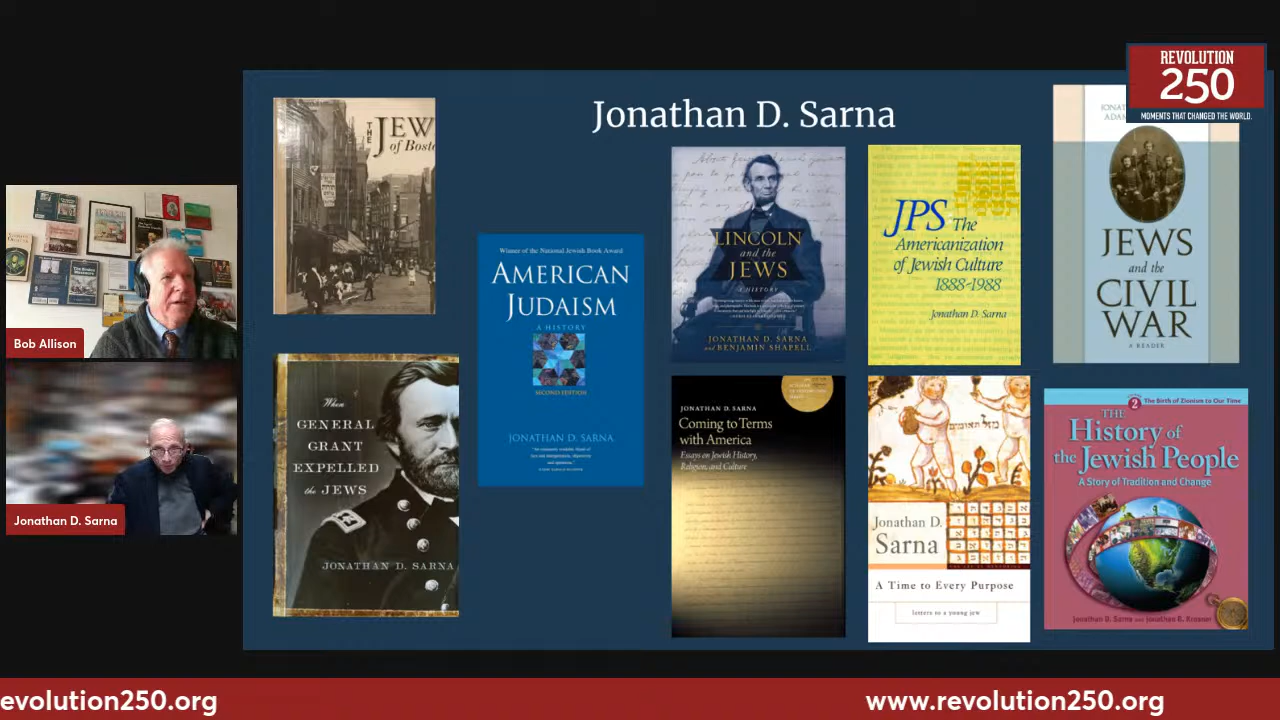 REVOLUTION
250
MOMENTS THAT CHANGED THE WORLD.
Jonathan D. Sarna
THE
JEW
of Bosto
Winner of the National Jewish Book Award
AMERICAN
JUDAISM
A HISTORY
SECOND EDITION
JONATHAN D. SARNA
LINCOLN
and the
JEWS
A HISTORY
JONATHAN D. SARNA
and BENJAMIN SHAPELL
JPS The
Americanization
of Jewish Culture
1888-1988
Jonathan D. Sarna
JEWS
and the
CIVIL
WAR
A READER
Bob Allison
Jonathan D. Sarna
When
GENERAL
GRANT
EXPELLED
the JEWS
JONATHAN D. SARNA
JONATHAN D. SARNA
Coming to Terms
with America
Essays on Jewish History,
Religion, and Culture
מזל תאומים
Jonathan D.
Sarna
A Time to Every Purpose
letters to a young jew
2 The Birth of Zionism to Our Time
THE
History of
the Jewish People
A Story of Tradition and Change
Jonathan D. Sarna and Jonathan B. Krasner
evolution250.org
www.revolution250.org